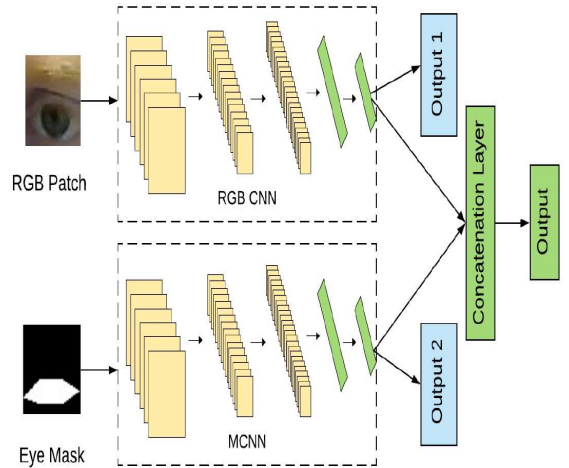 RGB Patch
RGB CNN
Output 1
Concatenation Layer
Output
Eye Mask
MCNN
Output 2